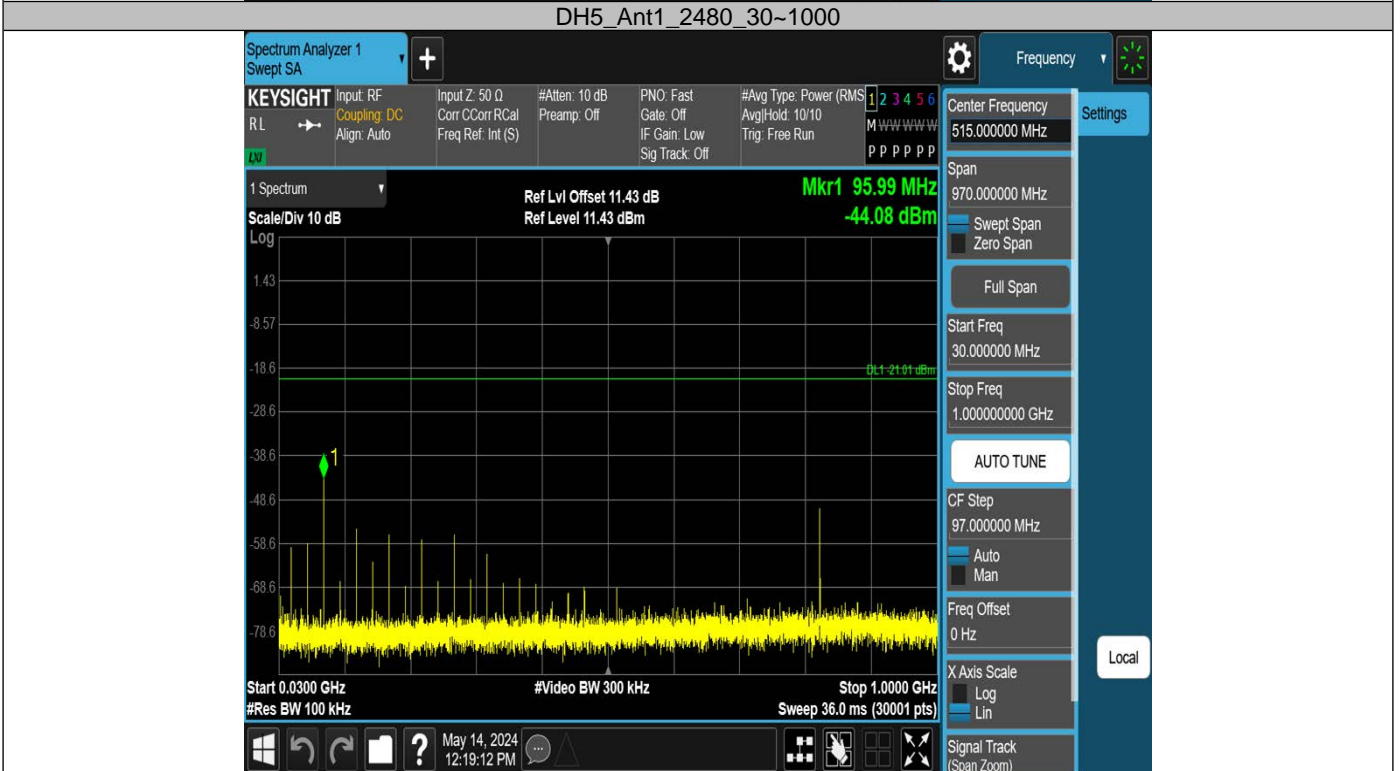 DH5_Ant1_2480_30~1000
Spectrum Analyzer 1
Swept SA
+
Frequency
KEYSIGHT
RL
LXI
Input: RF
Coupling: DC
Align: Auto
Input Z: 50 Ω
Corr CCorr RCal
Freq Ref: Int (S)
#Atten: 10 dB
Preamp: Off
PNO: Fast
Gate: Off
IF Gain: Low
Sig Track: Off
#Avg Type: Power (RMS
Avg|Hold: 10/10
Trig: Free Run
1 2 3 4 5 6
M W W W W W
P P P P P P
Center Frequency
515.000000 MHz
Settings
Span
970.000000 MHz
Swept Span
Zero Span
Full Span
Start Freq
30.000000 MHz
Stop Freq
1.000000000 GHz
AUTO TUNE
CF Step
97.000000 MHz
Auto
Man
Freq Offset
0 Hz
X Axis Scale
Log
Lin
Signal Track
(Span Zoom)
Local
1 Spectrum
Scale/Div 10 dB
Log
Ref Lvl Offset 11.43 dB
Ref Level 11.43 dBm
Mkr1 95.99 MHz
-44.08 dBm
1.43
-8.57
-18.6
DL1 -21.01 dBm
-28.6
-38.6
1
-48.6
-58.6
-68.6
-78.6
Start 0.0300 GHz
#Res BW 100 kHz
#Video BW 300 kHz
Stop 1.0000 GHz
Sweep 36.0 ms (30001 pts)
?
May 14, 2024
12:19:12 PM